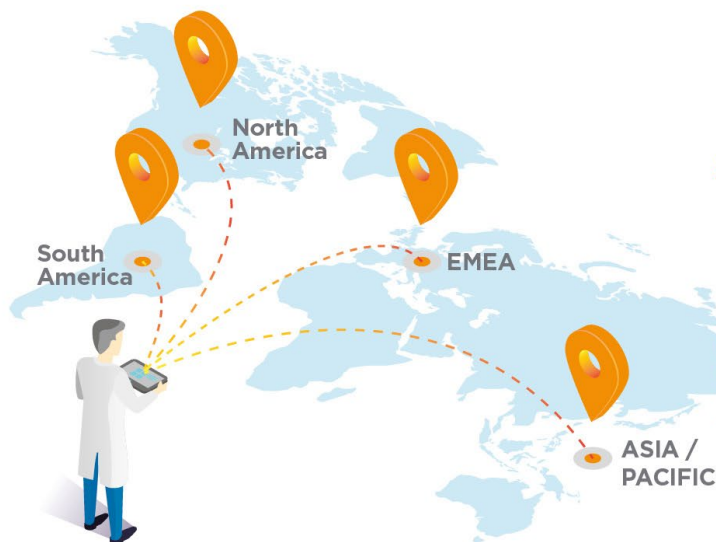 North
America
South
America
EMEA
ASIA /
PACIFIC